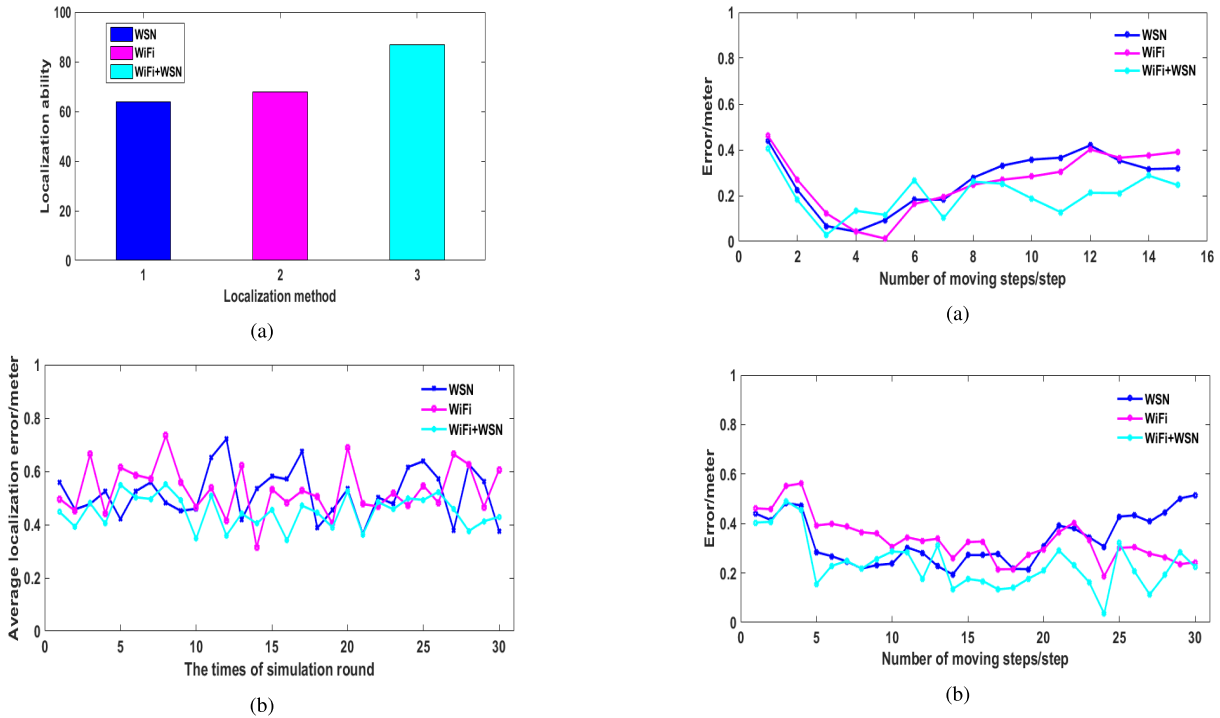 100
80
60
40
20
0
Localization ability
WSN
WiFi
WiFi+WSN
1
2
3
Localization method
(a)
1
0.8
0.6
0.4
0.2
0
Average localization error/meter
WSN
WiFi
WiFi+WSN
0 5 10 15 20 25 30
The times of simulation round
(b)
1
0.8
0.6
0.4
0.2
0
Error/meter
WSN
WiFi
WiFi+WSN
0 2 4 6 8 10 12 14 16
Number of moving steps/step
(a)
1
0.8
0.6
0.4
0.2
0
Error/meter
WSN
WiFi
WiFi+WSN
0 5 10 15 20 25 30
Number of moving steps/step
(b)